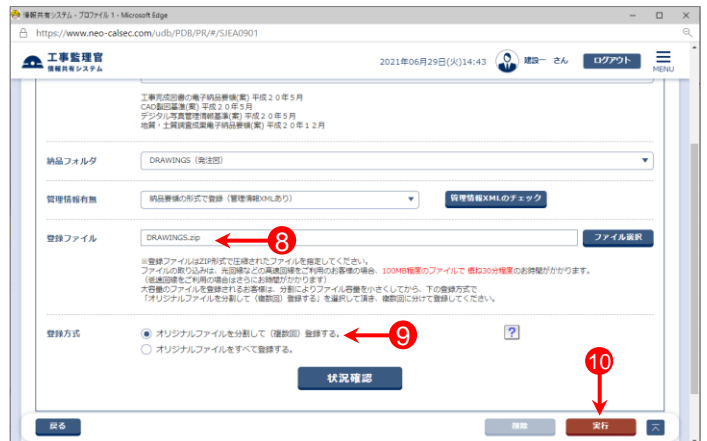 情報共有システム - プロファイル 1 - Microsoft Edge
https://www.neo-calsec.com/udb/PDB/PR/#/SJEA0901
工事監理官
情報共有システム
2021年06月29日(火)14:43
建設一 さん
ログアウト
MENU
工事完成図書の電子納品要領(案) 平成２０年５月
CAD製図基準(案) 平成２０年５月
デジタル写真管理情報基準(案) 平成２０年５月
地質・土質調査成果電子納品要領(案) 平成２０年１２月
納品フォルダ
DRAWINGS（発注図）
管理情報有無
納品要領の形式で登録（管理情報XMLあり）
管理情報XMLのチェック
登録ファイル
DRAWINGS.zip
8
ファイル選択
※登録ファイルはZIP形式で圧縮されたファイルを指定してください。
ファイルの取り込みは、光回線などの高速回線をご利用のお客様の場合、100MB程度のファイルで 概ね30分程度のお時間がかかります。
（低速回線をご利用の場合はさらにお時間がかかります）
大容量のファイルを登録されるお客様は、分割によりファイル容量を小さくしてから、下の登録方式で
「オリジナルファイルを分割して（複数回）登録する」を選択して頂き、複数回に分けて登録してください。
登録方式
オリジナルファイルを分割して（複数回）登録する。
9
?
オリジナルファイルをすべて登録する。
10
状況確認
戻る
削除
実行